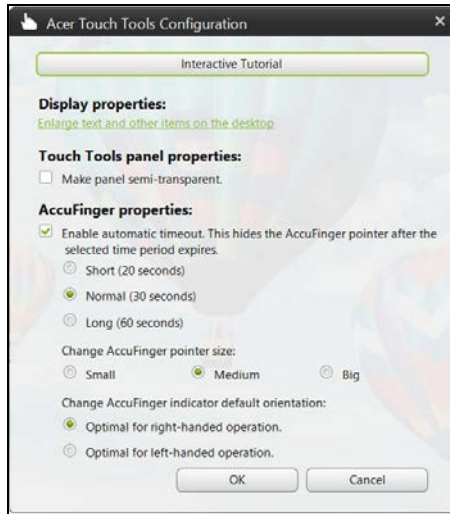 Acer Touch Tools Configuration
Interactive Tutorial
Display properties:
Enlarge text and other items on the desktop
Touch Tools panel properties:
Make panel semi-transparent.
AccuFinger properties:
Enable automatic timeout. This hides the AccuFinger pointer after the
selected time period expires.
Short (20 seconds)
Normal (30 seconds)
Long (60 seconds)
Change AccuFinger pointer size:
Small Medium Big
Change AccuFinger indicator default orientation:
Optimal for right-handed operation.
Optimal for left-handed operation.
OK Cancel